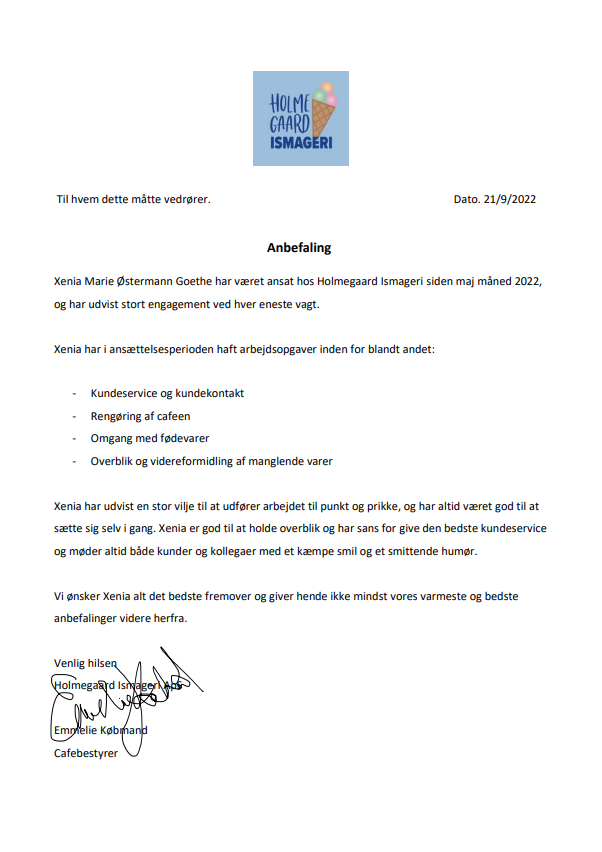 HOLME
GAARD
ISMAGERI
Til hvem dette måtte vedrører. Dato. 21/9/2022
Anbefaling
Xenia Marie Østermann Goethe har været ansat hos Holmegaard Ismageri siden maj måned 2022,
og har udvist stort engagement ved hver eneste vagt.
Xenia har i ansættelsesperioden haft arbejdsopgaver inden for blandt andet:
- Kundeservice og kundekontakt
- Rengøring af cafeen
- Omgang med fødevarer
- Overblik og videreformidling af manglende varer
Xenia har udvist en stor vilje til at udfører arbejdet til punkt og prikke, og har altid været god til at
sætte sig selv i gang. Xenia er god til at holde overblik og har sans for give den bedste kundeservice
og møder altid både kunder og kollegaer med et kæmpe smil og et smittende humør.
Vi ønsker Xenia alt det bedste fremover og giver hende ikke mindst vores varmeste og bedste
anbefalinger videre herfra.
Venlig hilsen
Holmegaard Ismageri ApS
Emmelie Købmand
Cafebestyrer